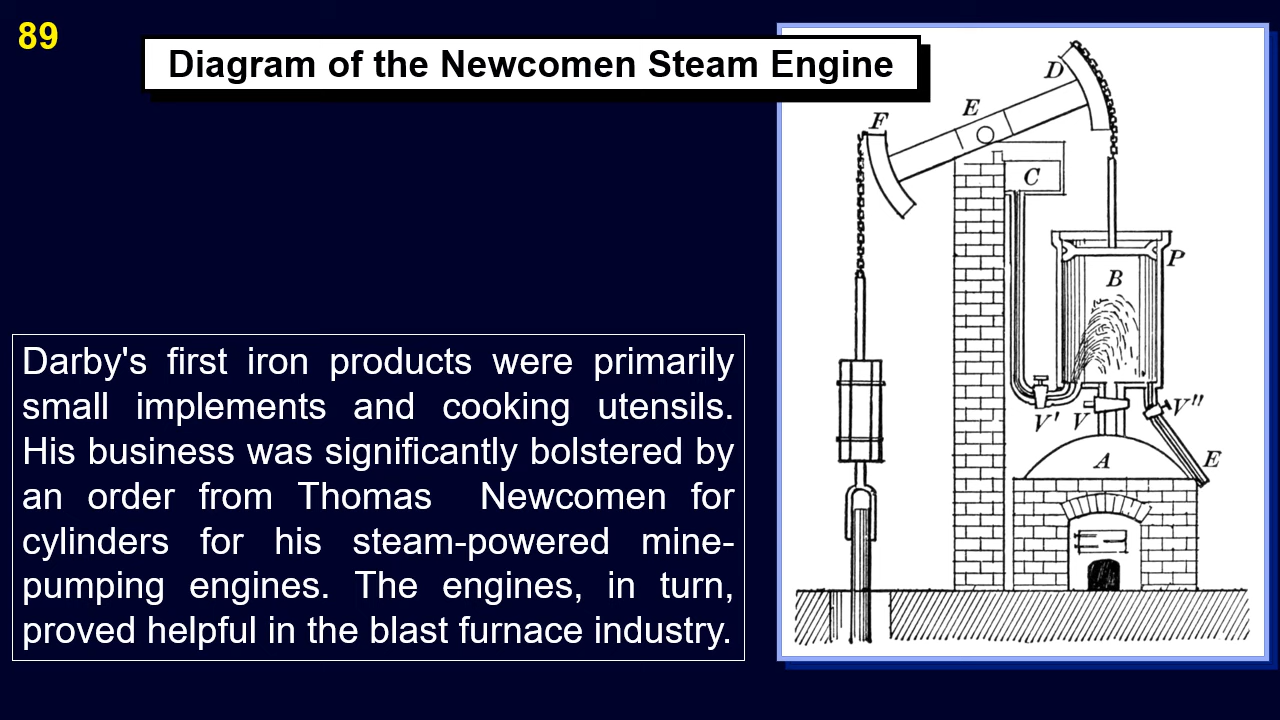 89
Diagram of the Newcomen Steam Engine
D
E
F
C
P
B
V'
V
V"
A
E
Darby's first iron products were primarily
small implements and cooking utensils.
His business was significantly bolstered by
an order from Thomas Newcomen for
cylinders for his steam-powered mine-
pumping engines. The engines, in turn,
proved helpful in the blast furnace industry.